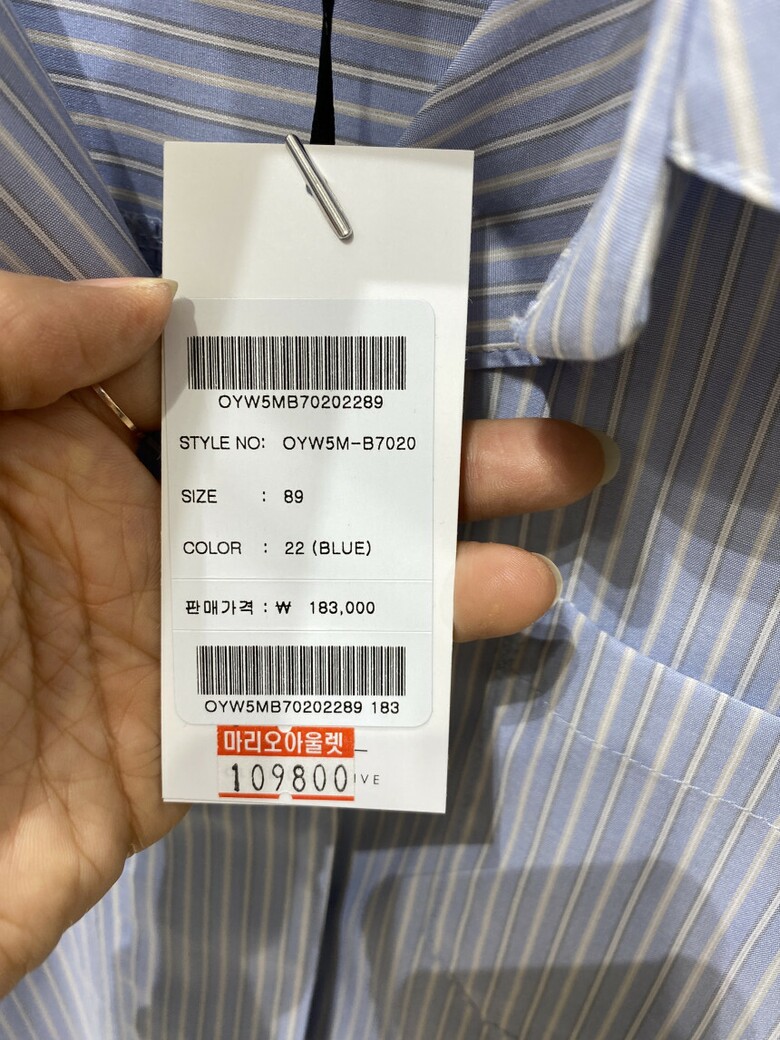 OYW5MB70202289
STYLE NO: OYW5M-B7020
SIZE : 89
COLOR : 22 (BLUE)
판매가격 : ₩ 183,000
OYW5MB70202289 183
마리오아울렛
109800